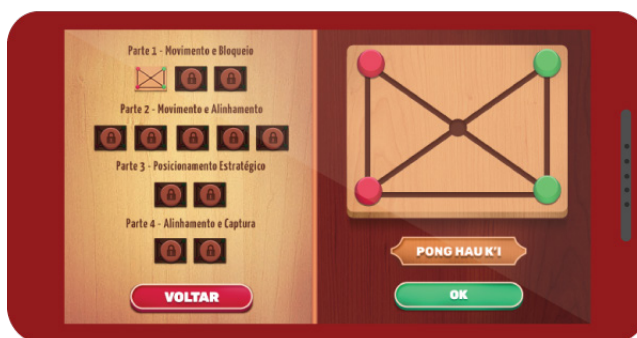 Parte 1 - Movimento e Bloqueio
Parte 2 - Movimento e Alinhamento
Parte 3 - Posicionamento Estratégico
Parte 4 - Alinhamento e Captura
VOLTAR
PONG HAU K'I
OK